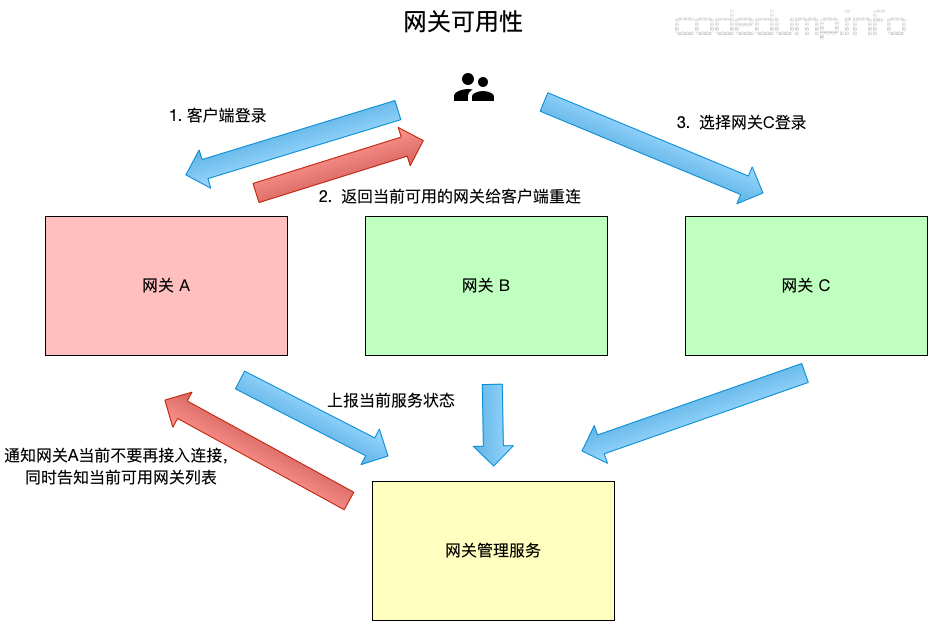 网关可用性
codedump.info
1. 客户端登录
3. 选择网关C登录
2. 返回当前可用的网关给客户端重连
网关 A
网关 B
网关 C
上报当前服务状态
通知网关A当前不要再接入连接，
同时告知当前可用网关列表
网关管理服务